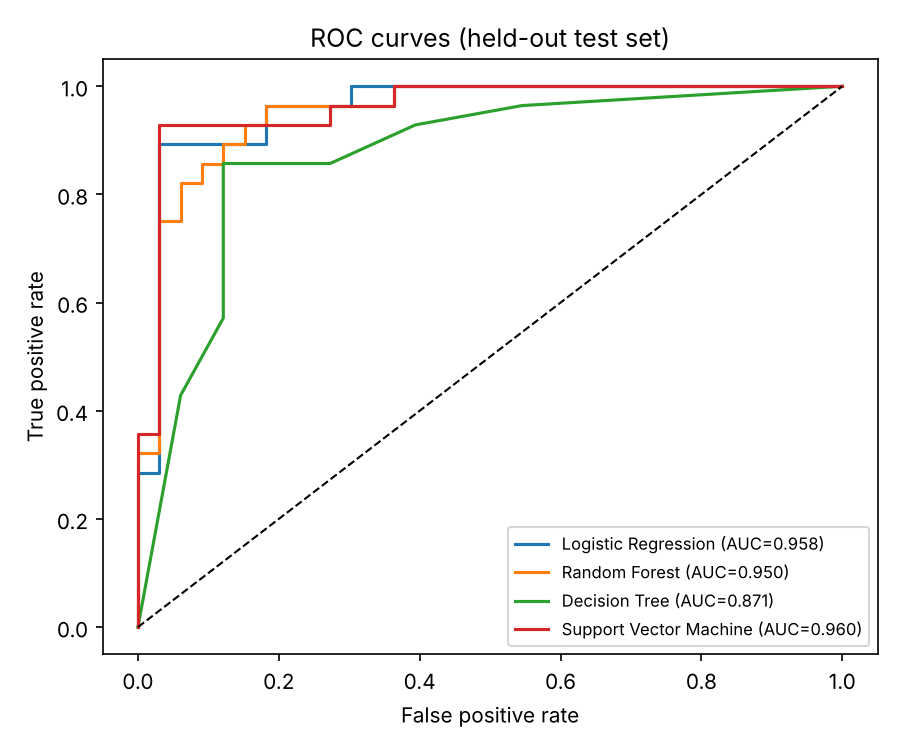 ROC curves (held-out test set)
1.0
0.8
0.6
0.4
0.2
0.0
True positive rate
0.0 0.2 0.4 0.6 0.8 1.0
False positive rate
Logistic Regression (AUC=0.958)
Random Forest (AUC=0.950)
Decision Tree (AUC=0.871)
Support Vector Machine (AUC=0.960)